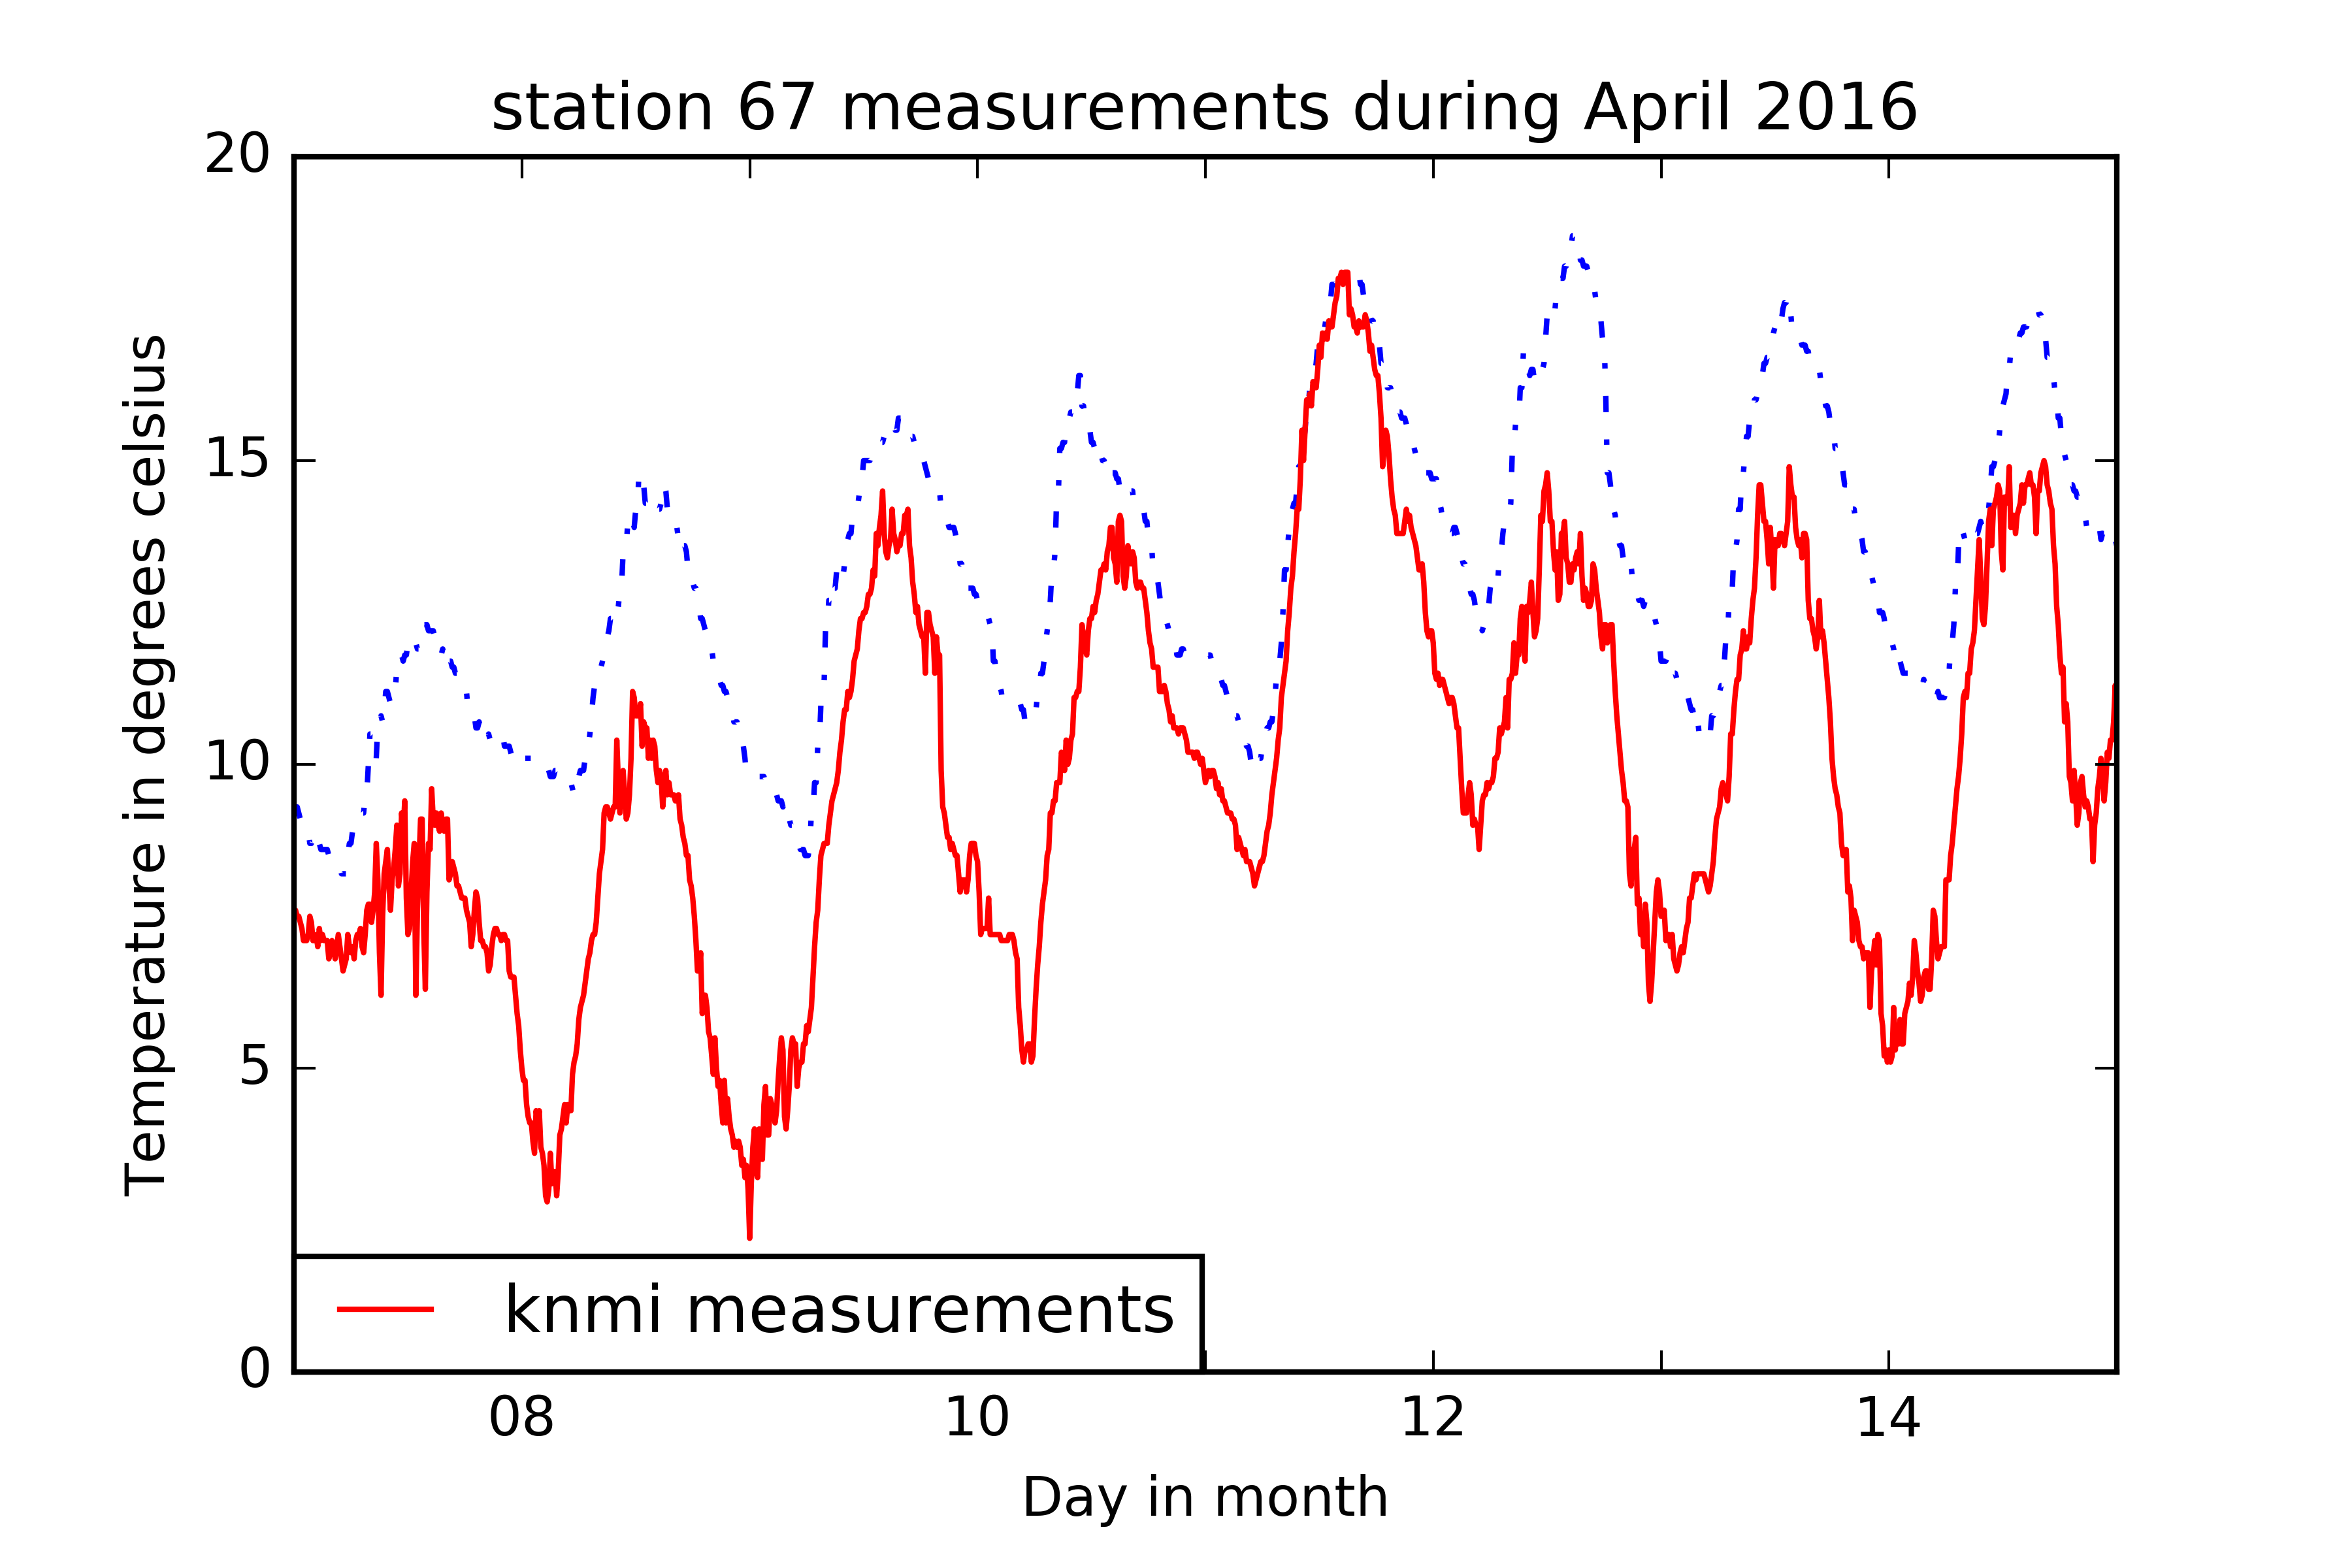 station 67 measurements during April 2016
20
15
10
5
0
Temperature in degrees celsius
knmi measurements
08 10 12 14
Day in month